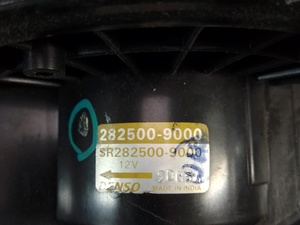 282500-9000
SR282500-9000
12V
DENSO
MADE IN INDIA